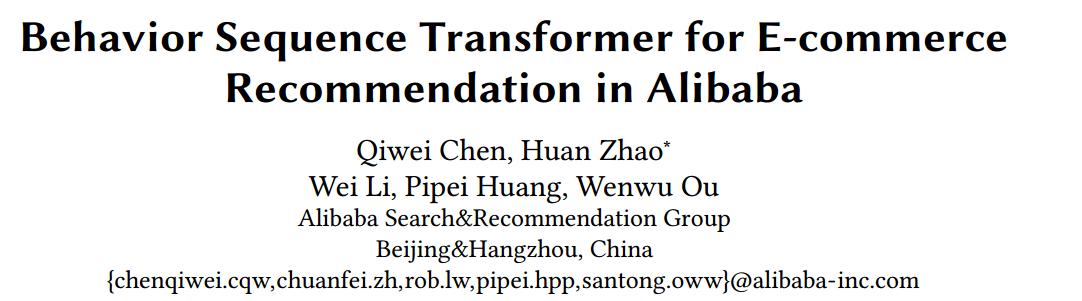 Behavior Sequence Transformer for E-commerce
Recommendation in Alibaba
Qiwei Chen, Huan Zhao*
Wei Li, Pipei Huang, Wenwu Ou
Alibaba Search&Recommendation Group
Beijing&Hangzhou, China
{chenqiwei.cqw,chuanfei.zh,rob.lw,pipei.hpp,santong.oww}@alibaba-inc.com